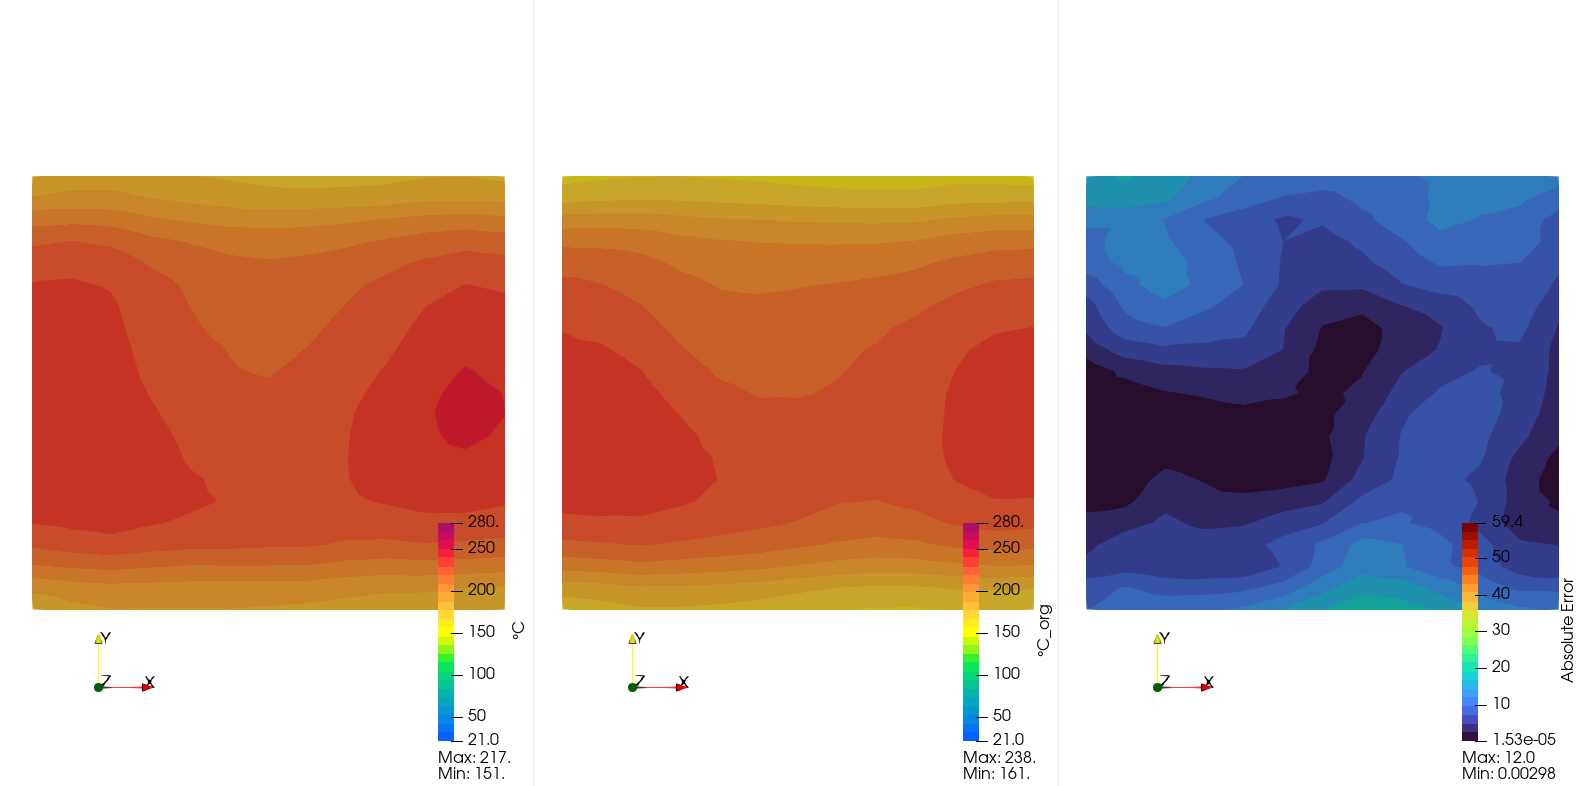 280.
250
200
150
100
50
21.0
°C
Max: 217.
Min: 151.
Y
Z
X
280.
250
200
150
100
50
21.0
°C_org
Max: 238.
Min: 161.
Y
Z
X
59.4
50
40
30
20
10
1.53e-05
Absolute Error
Max: 12.0
Min: 0.00298
Y
Z
X